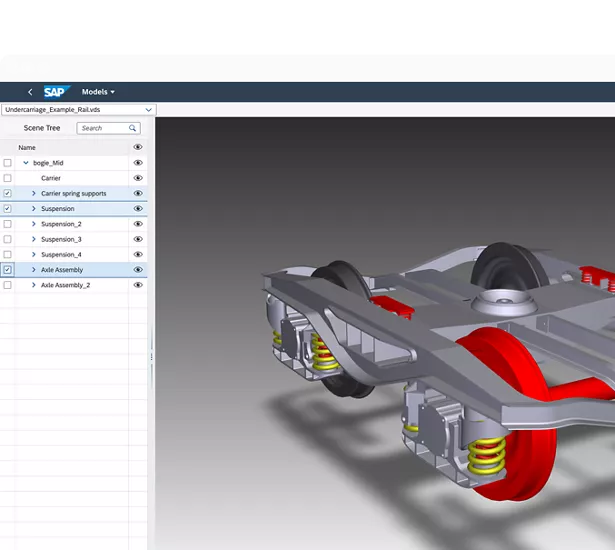 SAP Models
Undercarriage_Example_Rail.vds
Scene Tree Search
Name
bogie_Mid
Carrier
Carrier spring supports
Suspension
Suspension_2
Suspension_3
Suspension_4
Axle Assembly
Axle Assembly_2